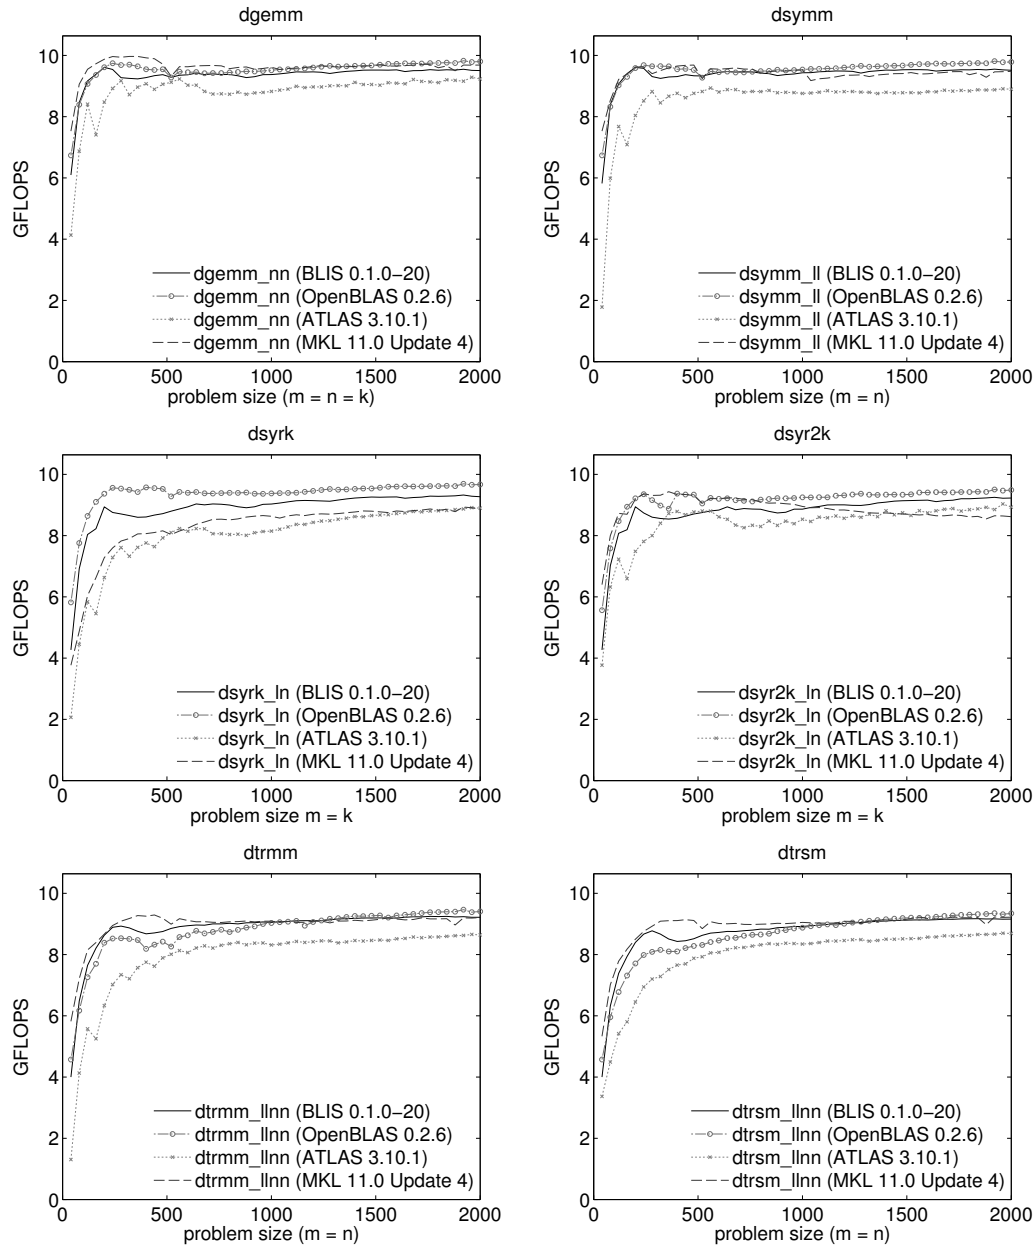 dgemm
GFLOPS
10
8
6
4
2
0
dgemm_nn (BLIS 0.1.0−20)
dgemm_nn (OpenBLAS 0.2.6)
dgemm_nn (ATLAS 3.10.1)
dgemm_nn (MKL 11.0 Update 4)
0 500 1000 1500 2000
problem size (m = n = k)
dsymm
GFLOPS
10
8
6
4
2
0
dsymm_ll (BLIS 0.1.0−20)
dsymm_ll (OpenBLAS 0.2.6)
dsymm_ll (ATLAS 3.10.1)
dsymm_ll (MKL 11.0 Update 4)
0 500 1000 1500 2000
problem size (m = n)
dsyrk
GFLOPS
10
8
6
4
2
0
dsyrk_ln (BLIS 0.1.0−20)
dsyrk_ln (OpenBLAS 0.2.6)
dsyrk_ln (ATLAS 3.10.1)
dsyrk_ln (MKL 11.0 Update 4)
0 500 1000 1500 2000
problem size m = k
dsyr2k
GFLOPS
10
8
6
4
2
0
dsyr2k_ln (BLIS 0.1.0−20)
dsyr2k_ln (OpenBLAS 0.2.6)
dsyr2k_ln (ATLAS 3.10.1)
dsyr2k_ln (MKL 11.0 Update 4)
0 500 1000 1500 2000
problem size m = k
dtrmm
GFLOPS
10
8
6
4
2
0
dtrmm_llnn (BLIS 0.1.0−20)
dtrmm_llnn (OpenBLAS 0.2.6)
dtrmm_llnn (ATLAS 3.10.1)
dtrmm_llnn (MKL 11.0 Update 4)
0 500 1000 1500 2000
problem size (m = n)
dtrsm
GFLOPS
10
8
6
4
2
0
dtrsm_llnn (BLIS 0.1.0−20)
dtrsm_llnn (OpenBLAS 0.2.6)
dtrsm_llnn (ATLAS 3.10.1)
dtrsm_llnn (MKL 11.0 Update 4)
0 500 1000 1500 2000
problem size (m = n)